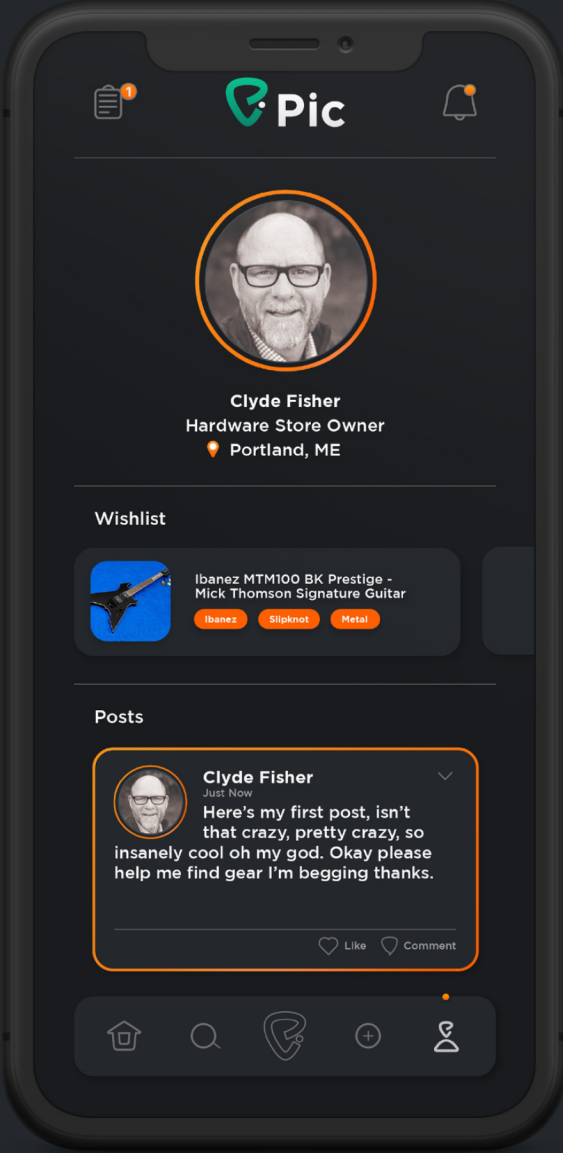 1
Pic
Clyde Fisher
Hardware Store Owner
Portland, ME
Wishlist
Ibanez MTM100 BK Prestige -
Mick Thomson Signature Guitar
Ibanez Slipknot Metal
Posts
Clyde Fisher
Just Now
Here’s my first post, isn’t
that crazy, pretty crazy, so
insanely cool oh my god. Okay please
help me find gear I’m begging thanks.
Like Comment